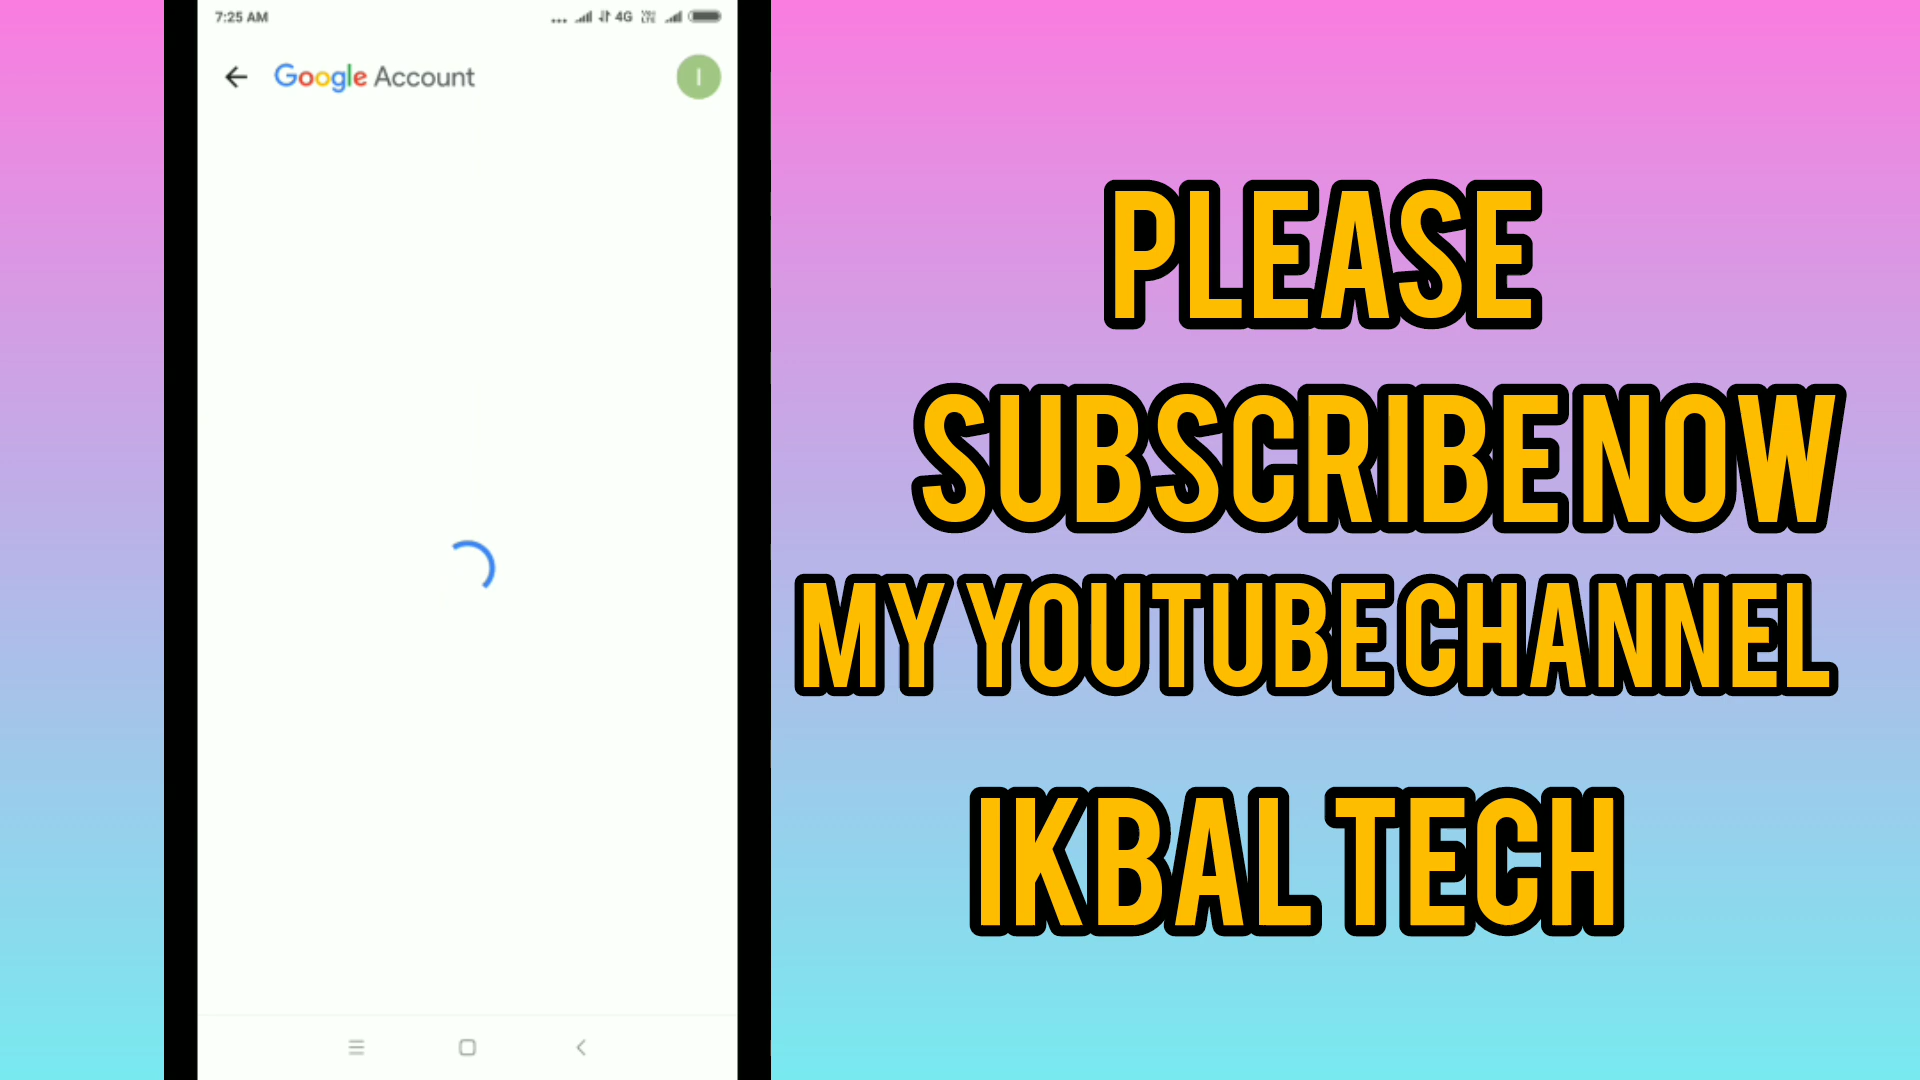 7:25 AM
4G
Google Account
I
PLEASE
SUBSCRIBE NOW
MY YOUTUBE CHANNEL
IKBAL TECH